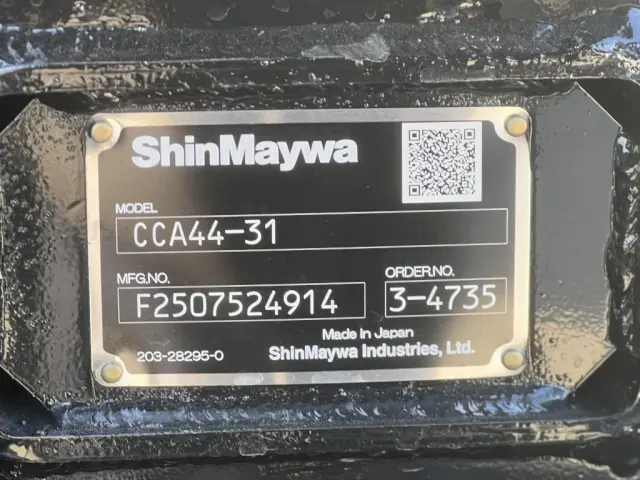 ShinMaywa
MODEL
CCA44-31
MFG.NO. ORDER.NO.
F2507524914 3-4735
Made in Japan
203-28295-0 ShinMaywa Industries, Ltd.